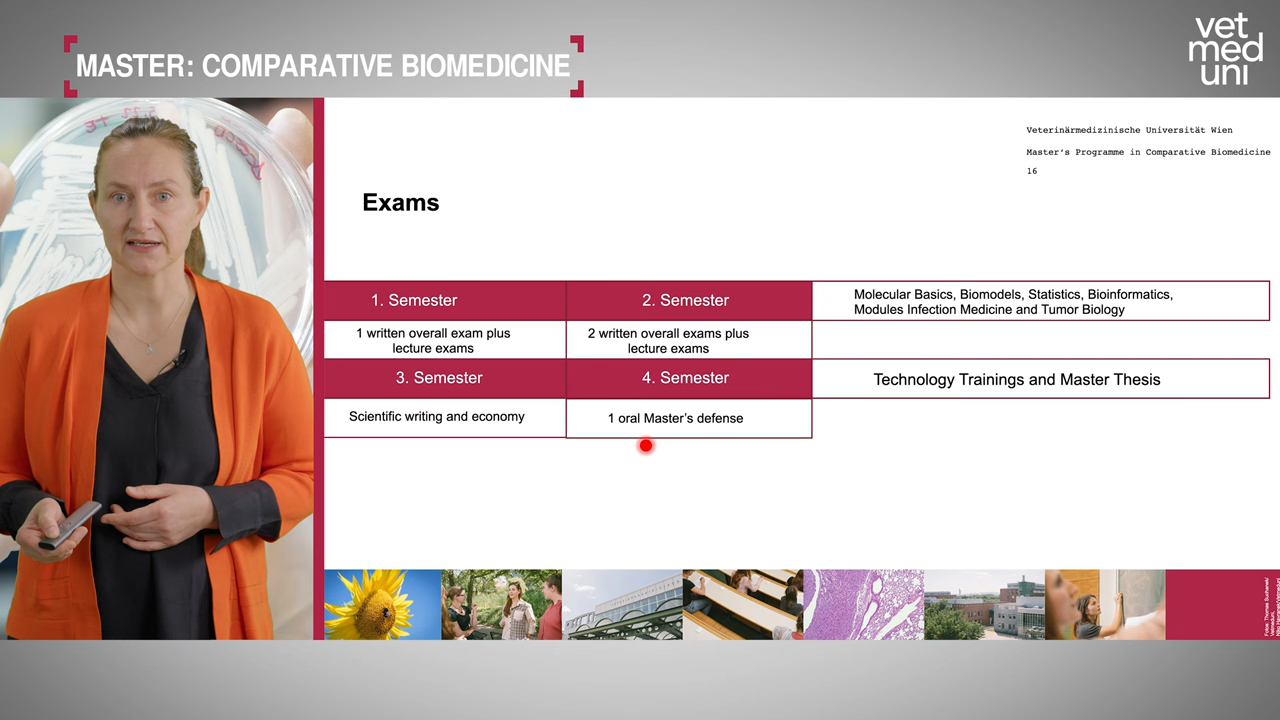 MASTER: COMPARATIVE BIOMEDICINE
vet
med
uni
Veterinärmedizinische Universität Wien
Master's Programme in Comparative Biomedicine
16
Exams
1. Semester
2. Semester
Molecular Basics, Biomodels, Statistics, Bioinformatics,
Modules Infection Medicine and Tumor Biology
1 written overall exam plus
lecture exams
2 written overall exams plus
lecture exams
3. Semester
4. Semester
Technology Trainings and Master Thesis
Scientific writing and economy
1 oral Master's defense